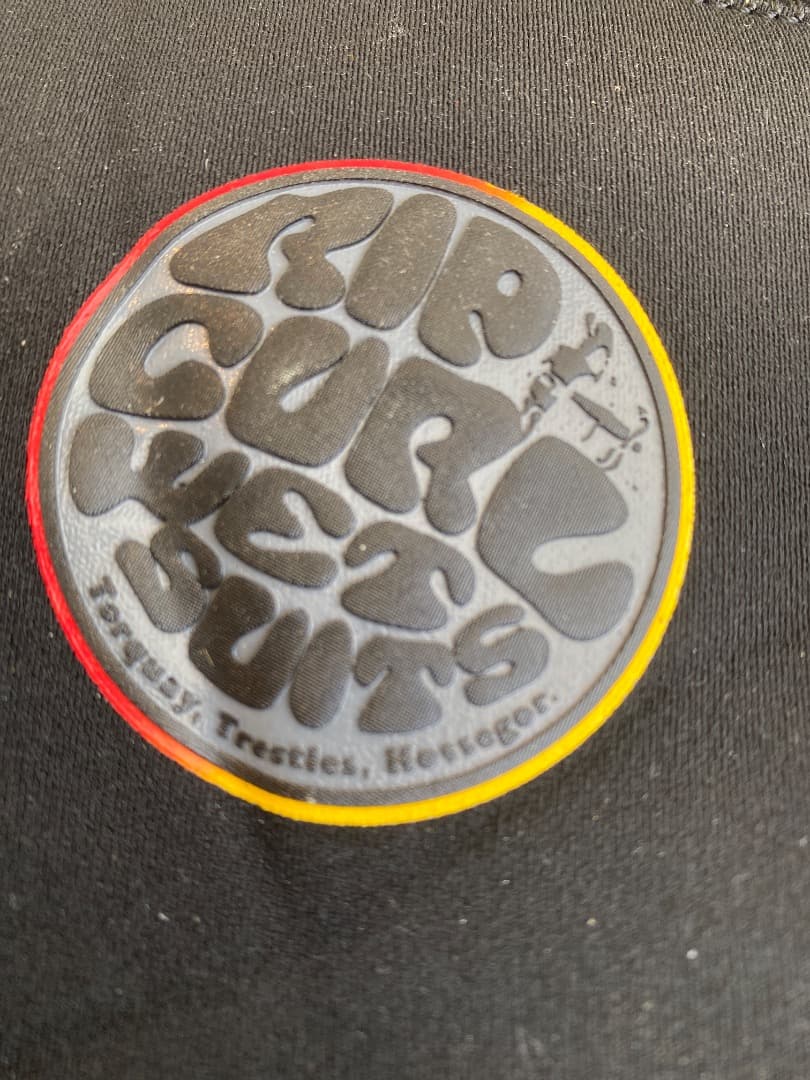 RIP
CURL
WET
SUITS
Torquay, Trestles, Hossegor.